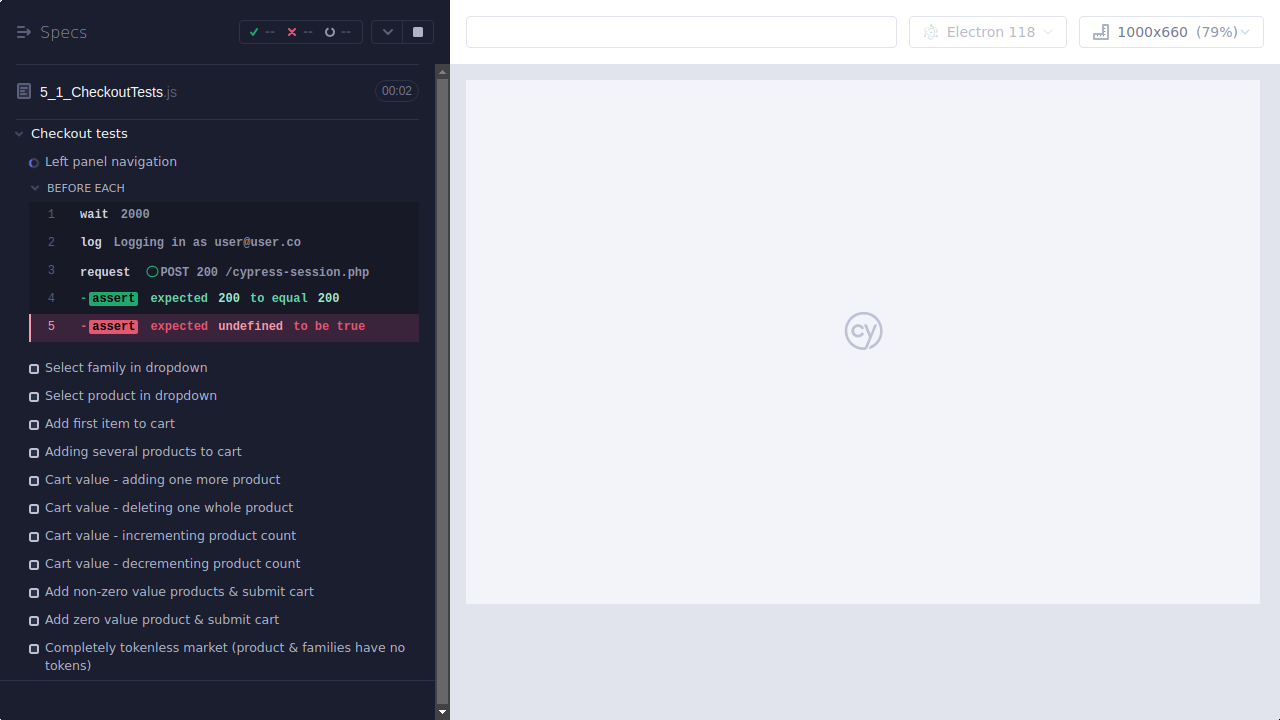 Specs
--
--
--
Electron 118
1000x660 (79%)
5_1_CheckoutTests.js
00:02
Checkout tests
Left panel navigation
BEFORE EACH
1 wait 2000
2 log Logging in as user@user.co
3 request POST 200 /cypress-session.php
4 -assert expected 200 to equal 200
5 -assert expected undefined to be true
Select family in dropdown
Select product in dropdown
Add first item to cart
Adding several products to cart
Cart value - adding one more product
Cart value - deleting one whole product
Cart value - incrementing product count
Cart value - decrementing product count
Add non-zero value products & submit cart
Add zero value product & submit cart
Completely tokenless market (product & families have no
tokens)
cy